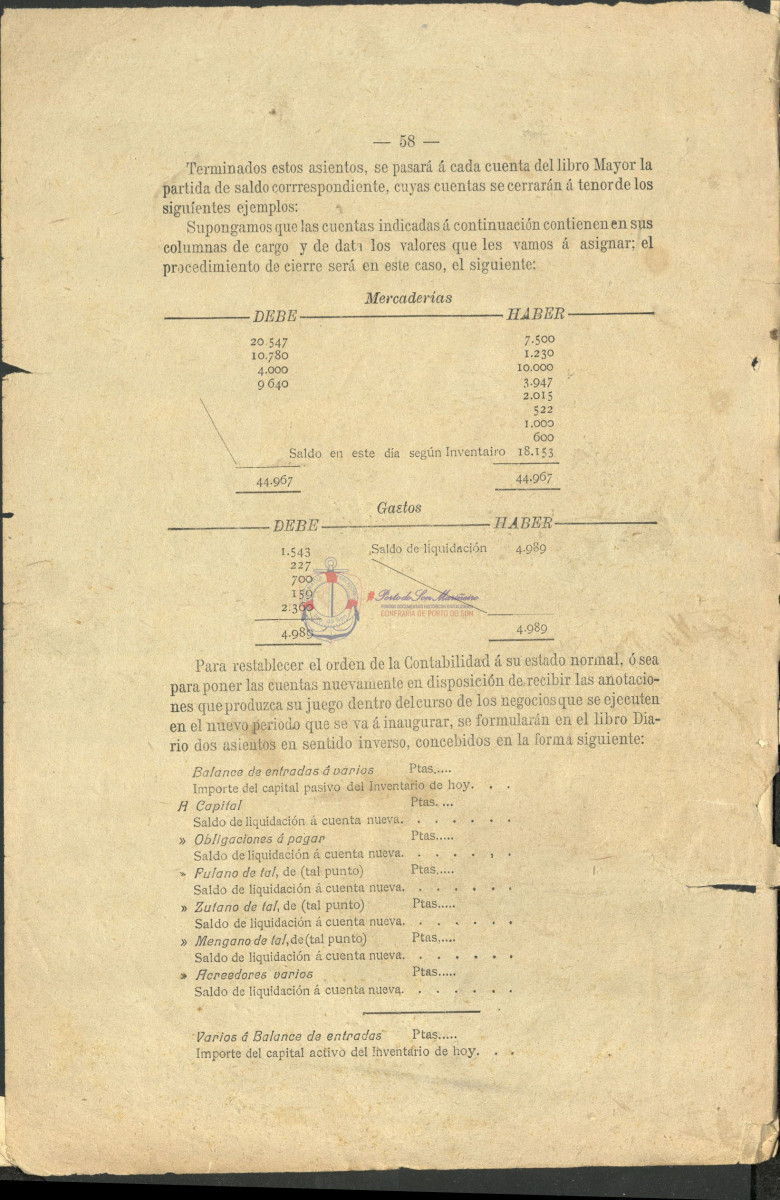 — 58 —
Terminados estos asientos, se pasará á cada cuenta del libro Mayor la
partida de saldo corrrespondiente, cuyas cuentas se cerrarán á tenor de los
siguientes ejemplos:
Supongamos que las cuentas indicadas á continuación contienen en sus
columnas de cargo y de data los valores que les vamos á asignar; el
procedimiento de cierre será en este caso, el siguiente:
Mercaderías
DEBE HABER
20 547 7.500
10.780 1.230
4.000 10.000
9 640 3.947
2.015
522
1.000
600
Saldo en este dia según Inventairo 18.153
44.967 44.967
Gastos
DEBE HABER
1.543 Saldo de liquidación 4.989
227
700
159
2.360
Porto do Son Mariñeiro
CONFRARÍA DE PORTO DO SON
4.989 4.989
Para restablecer el orden de la Contabilidad á su estado normal, ó sea
para poner las cuentas nuevamente en disposición de recibir las anotacio-
nes que produzca su juego dentro del curso de los negocios que se ejecuten
en el nuevo periodo que se va á inaugurar, se formularán en el libro Dia-
rio dos asientos en sentido inverso, concebidos en la forma siguiente:
Balance de entradas á varios Ptas.....
Importe del capital pasivo del Inventario de hoy. . .
A Capital Ptas. ...
Saldo de liquidación á cuenta nueva. . . . . . .
» Obligaciones á pagar Ptas.....
Saldo de liquidación á cuenta nueva. . . . . . .
» Fulano de tal, de (tal punto) Ptas.....
Saldo de liquidación á cuenta nueva. . . . . . .
» Zutano de tal, de (tal punto) Ptas.....
Saldo de liquidación á cuenta nueva. . . . . . .
» Mengano de tal, de (tal punto) Ptas.....
Saldo de liquidación á cuenta nueva. . . . . . .
» Acreedores varios Ptas.....
Saldo de liquidación á cuenta nueva. . . . . . .
Varios á Balance de entradas Ptas.....
Importe del capital activo del Inventario de hoy. . .